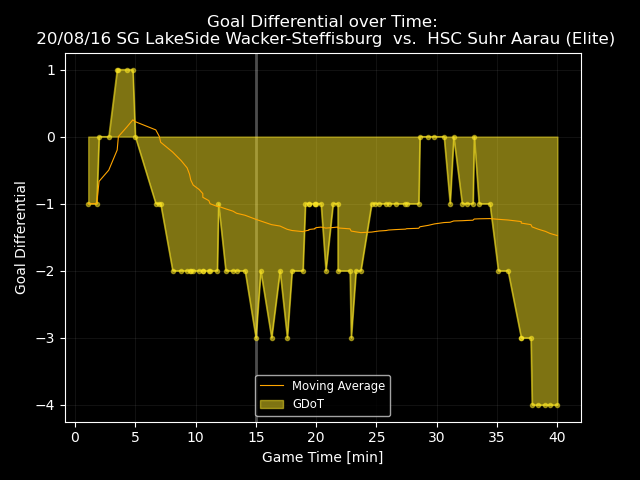 Goal Differential over Time:
20/08/16 SG LakeSide Wacker-Steffisburg  vs.  HSC Suhr Aarau (Elite)
Goal Differential
1
0
−1
−2
−3
−4
Moving Average
GDoT
0 5 10 15 20 25 30 35 40
Game Time [min]